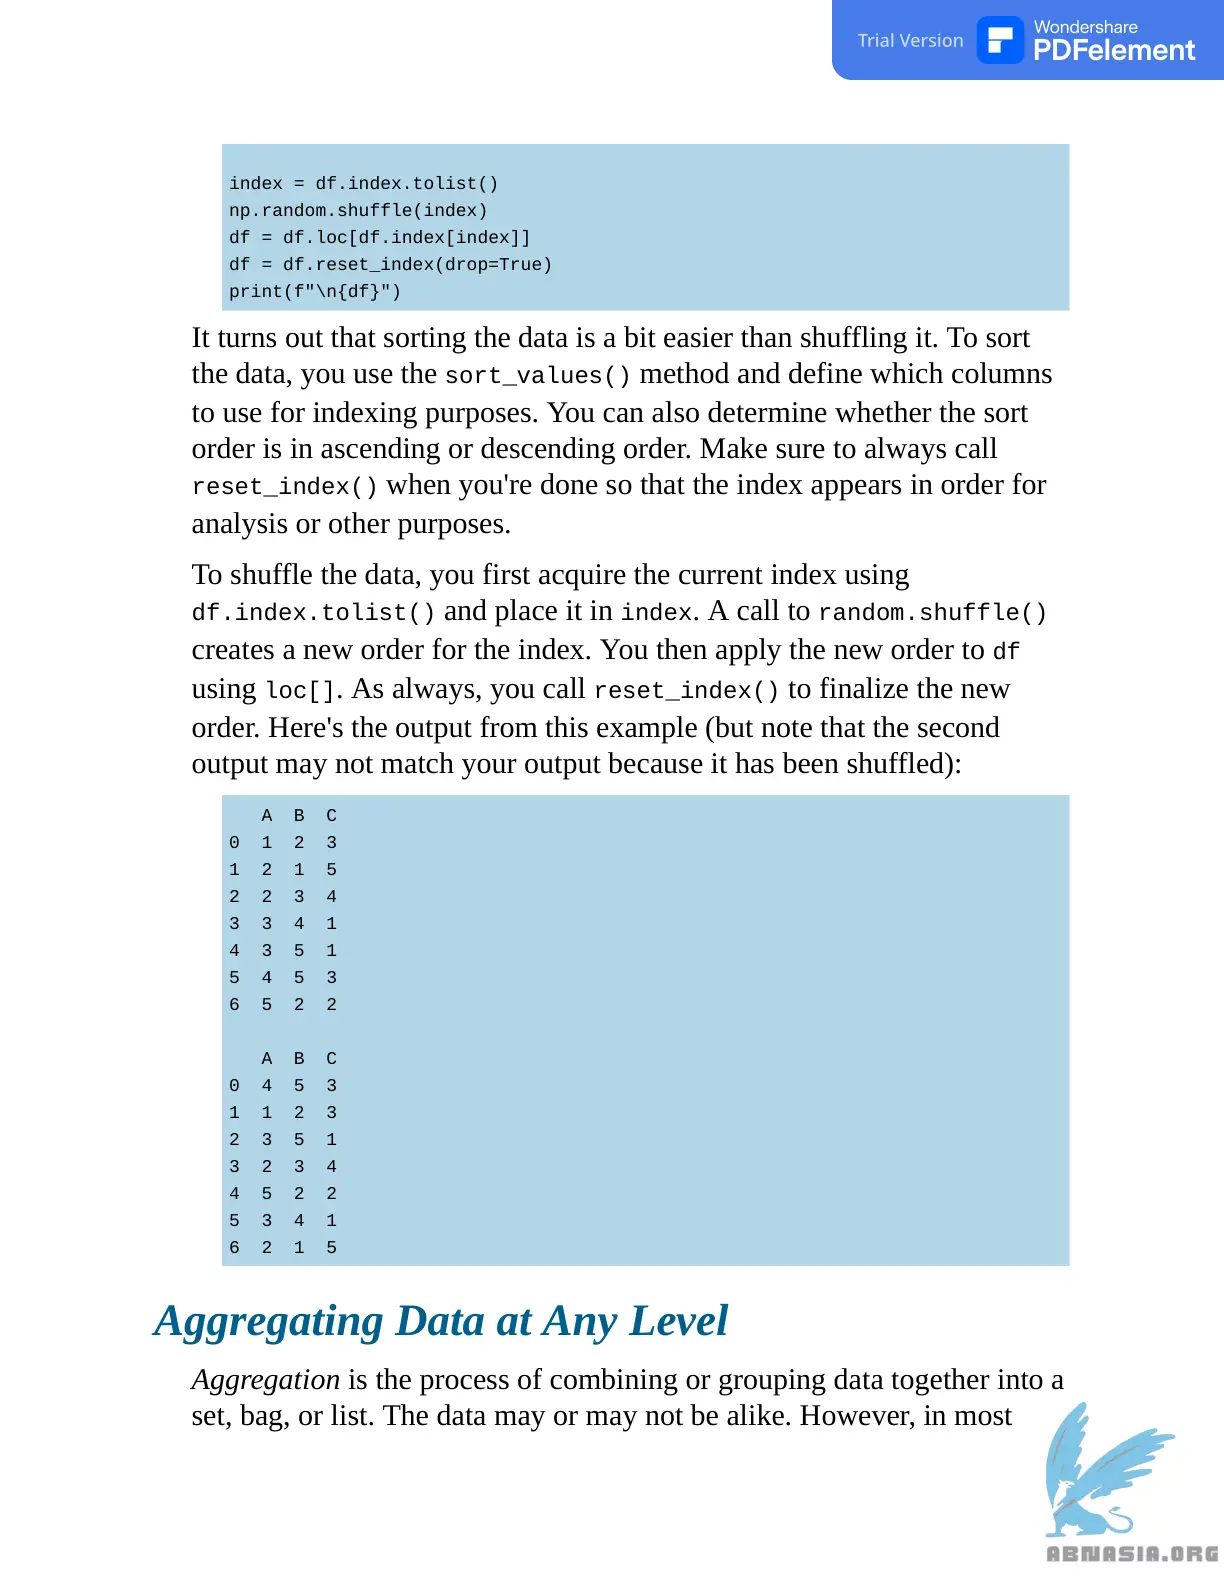 Trial Version
Wondershare
PDFelement
index = df.index.tolist()
np.random.shuffle(index)
df = df.loc[df.index[index]]
df = df.reset_index(drop=True)
print(f"\n{df}")
It turns out that sorting the data is a bit easier than shuffling it. To sort
the data, you use the sort_values() method and define which columns
to use for indexing purposes. You can also determine whether the sort
order is in ascending or descending order. Make sure to always call
reset_index() when you're done so that the index appears in order for
analysis or other purposes.
To shuffle the data, you first acquire the current index using
df.index.tolist() and place it in index. A call to random.shuffle()
creates a new order for the index. You then apply the new order to df
using loc[]. As always, you call reset_index() to finalize the new
order. Here's the output from this example (but note that the second
output may not match your output because it has been shuffled):
   A  B  C
0  1  2  3
1  2  1  5
2  2  3  4
3  3  4  1
4  3  5  1
5  4  5  3
6  5  2  2
   A  B  C
0  4  5  3
1  1  2  3
2  3  5  1
3  2  3  4
4  5  2  2
5  3  4  1
6  2  1  5
Aggregating Data at Any Level
Aggregation is the process of combining or grouping data together into a
set, bag, or list. The data may or may not be alike. However, in most
ABNASIA.ORG